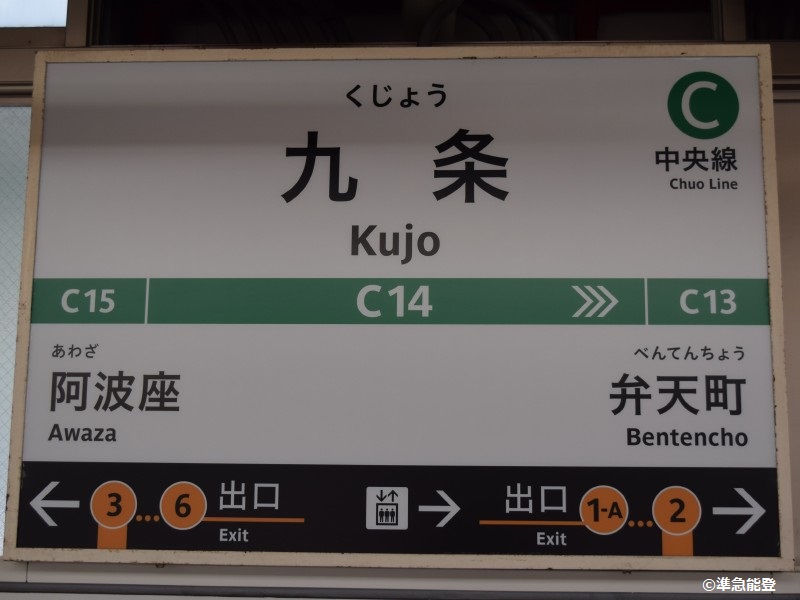 くじょう
九条
Kujo
C
中央線
Chuo Line
C15
C14
C13
あわざ
阿波座
Awaza
べんてんちょう
弁天町
Bentencho
3…6 出口
Exit
出口 1-A…2
Exit
©準急能登